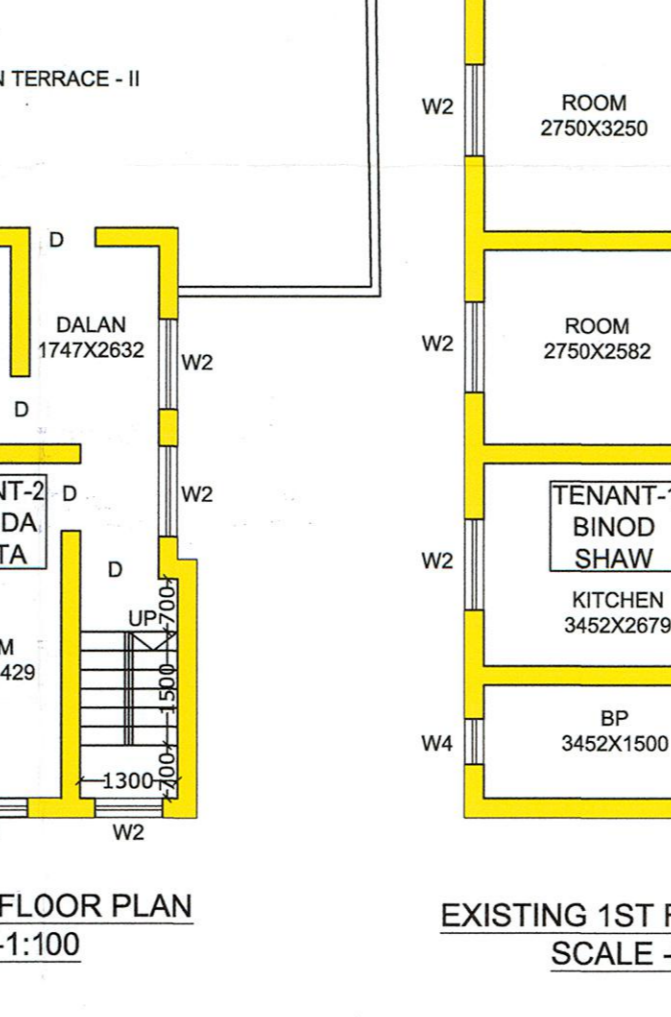 N TERRACE - II
D
DALAN
1747X2632
W2
D
W2
NT-2
DA
TA
D
D
UP
700
M
429
1500
1300
700
W2
FLOOR PLAN
-1:100
W2
ROOM
2750X3250
W2
ROOM
2750X2582
TENANT-1
BINOD
SHAW
W2
KITCHEN
3452X2679
BP
3452X1500
W4
EXISTING 1ST F
SCALE -